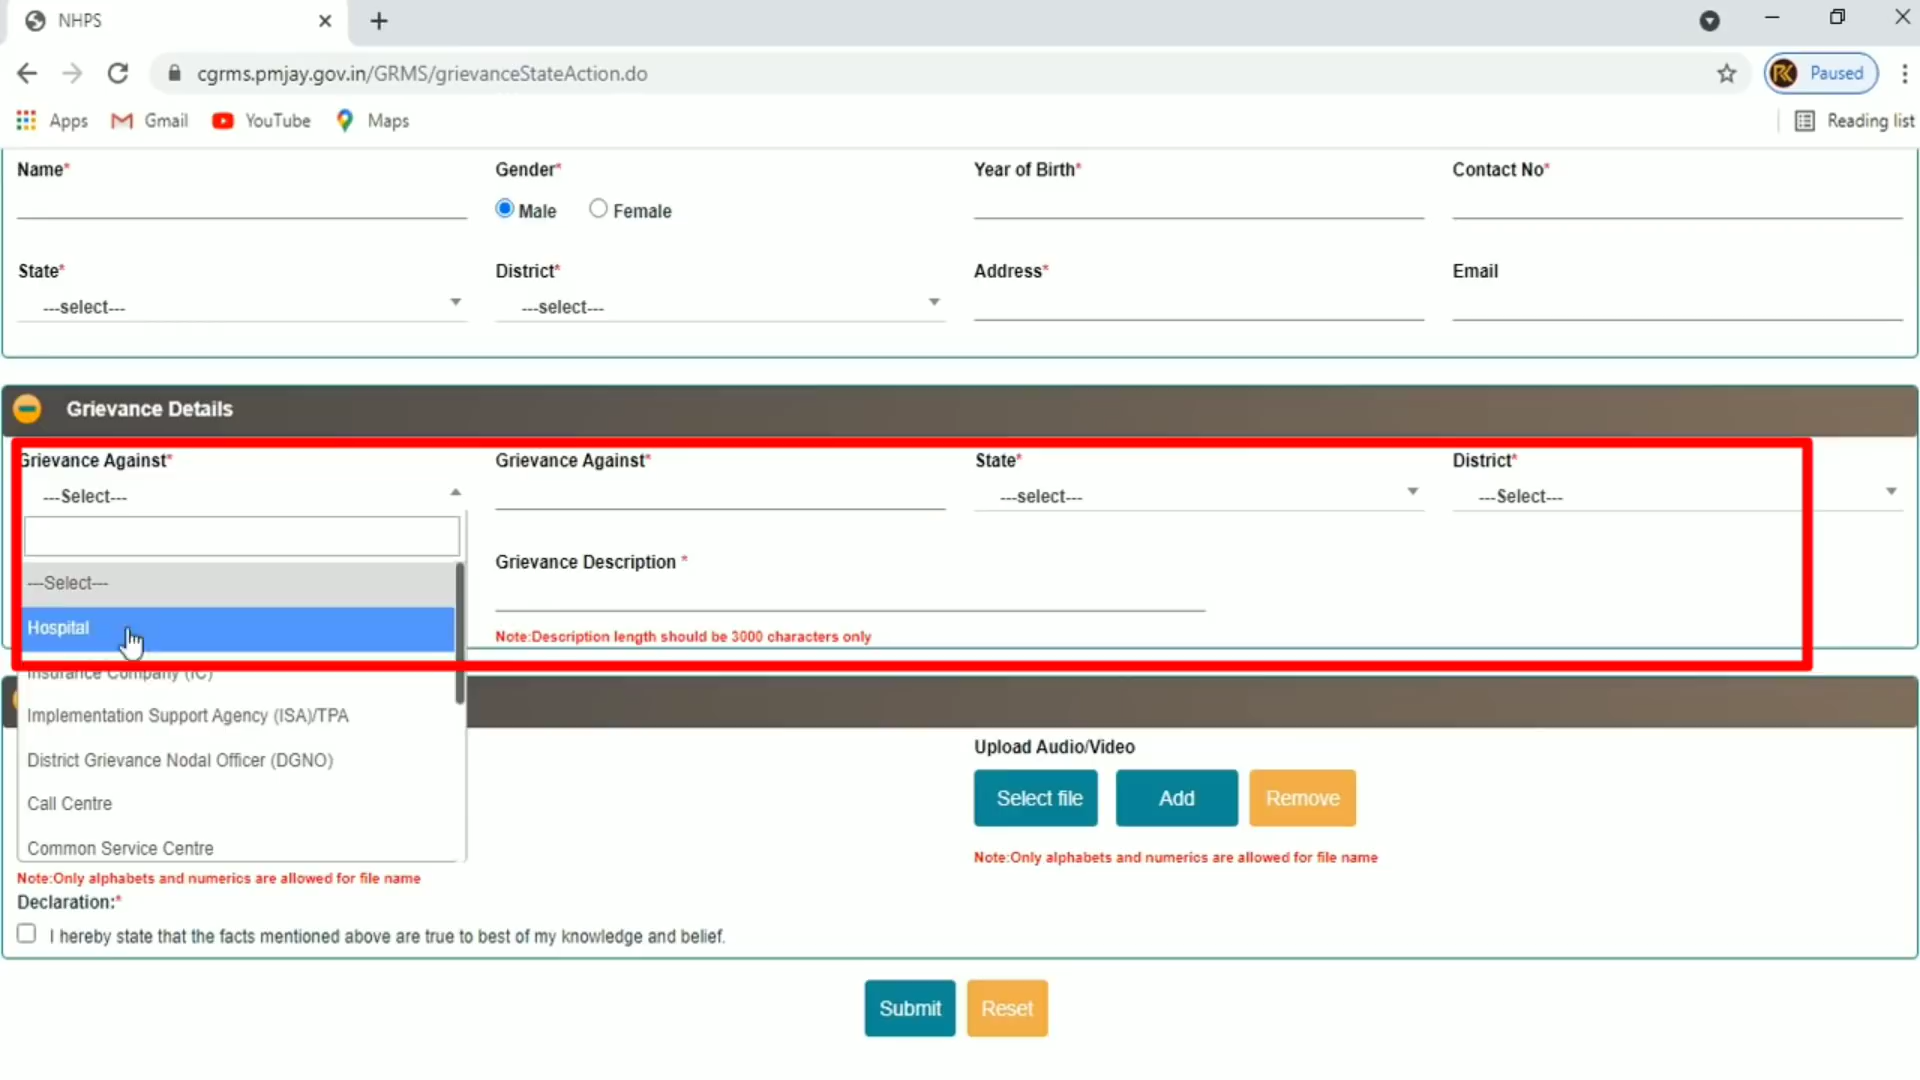 NHPS
cgrms.pmjay.gov.in/GRMS/grievanceStateAction.do
Paused
Apps Gmail YouTube Maps Reading list
Name* Gender* Year of Birth* Contact No*
Male Female
State* District* Address* Email
---select--- ---select---
Grievance Details
Grievance Against* Grievance Against* State* District*
---Select--- ---select--- ---Select---
---Select---
Grievance Description *
Hospital
Note:Description length should be 3000 characters only
Insurance Company (IC)
Implementation Support Agency (ISA)/TPA
District Grievance Nodal Officer (DGNO)
Call Centre
Common Service Centre
Upload Audio/Video
Select file Add Remove
Note:Only alphabets and numerics are allowed for file name
Note:Only alphabets and numerics are allowed for file name
Declaration:*
I hereby state that the facts mentioned above are true to best of my knowledge and belief.
Submit Reset